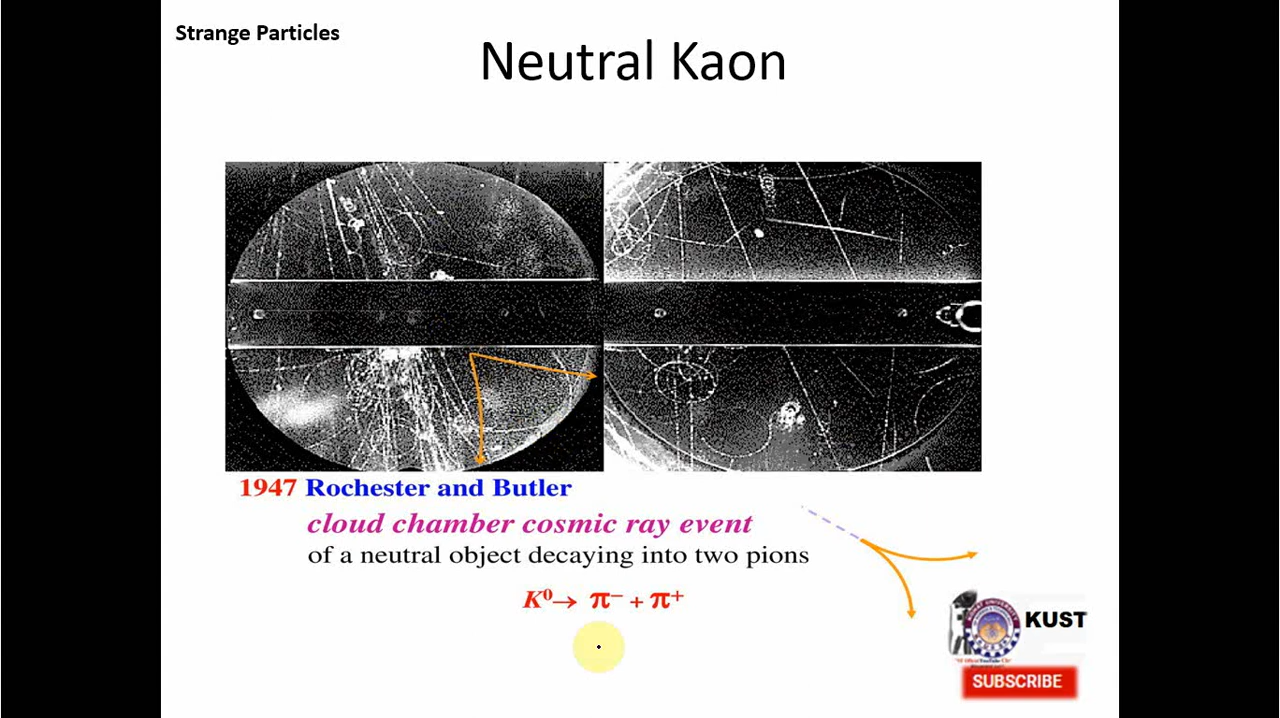 Strange Particles
Neutral Kaon
1947 Rochester and Butler
cloud chamber cosmic ray event
of a neutral object decaying into two pions
K⁰→ π⁻ + π⁺
KUST
SUBSCRIBE